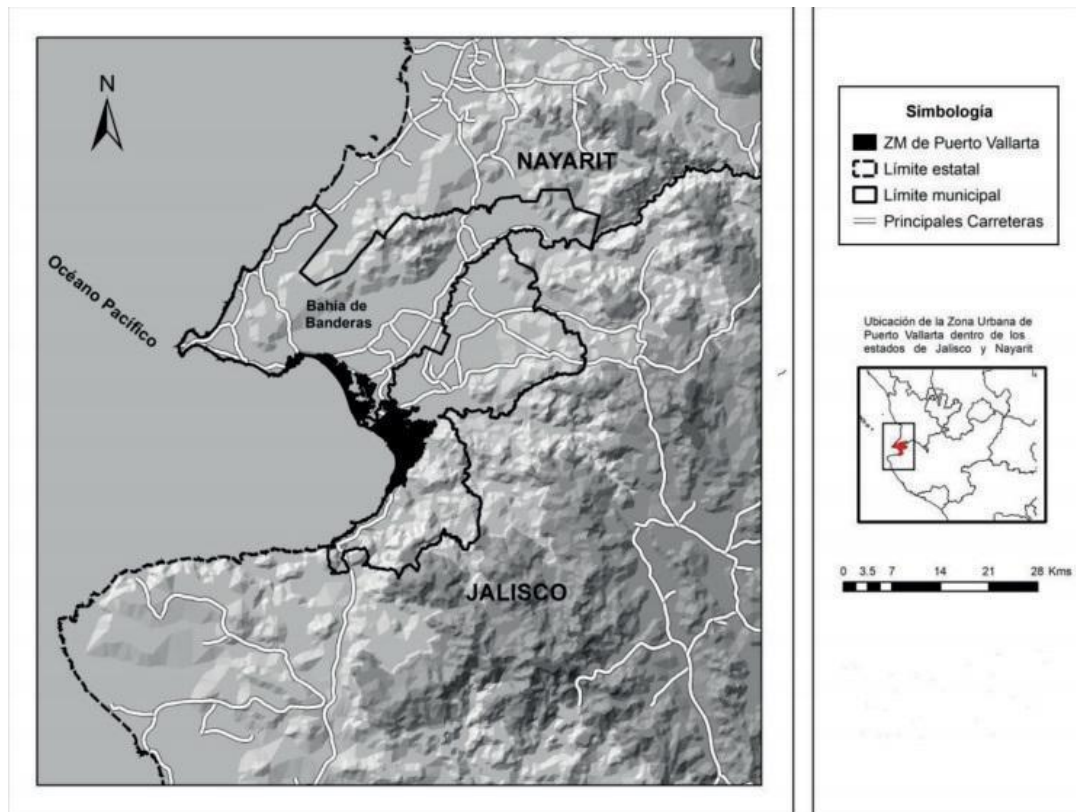 N
NAYARIT
Océano Pacífico
Bahía de
Banderas
JALISCO
Simbología
ZM de Puerto Vallarta
Límite estatal
Límite municipal
Principales Carreteras
Ubicación de la Zona Urbana de
Puerto Vallarta dentro de los
estados de Jalisco y Nayarit
0 3.5 7 14 21 28 Kms